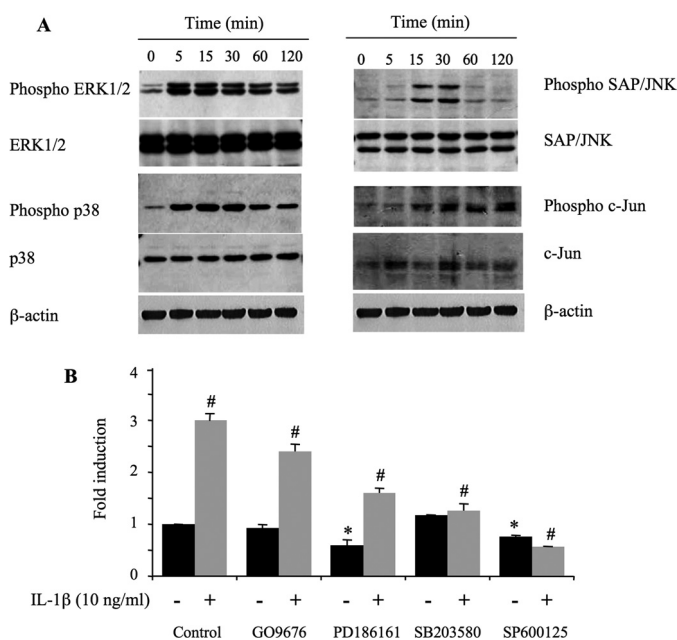 A
Time (min)
0 5 15 30 60 120
Phospho ERK1/2
ERK1/2
Phospho p38
p38
β-actin
Time (min)
0 5 15 30 60 120
Phospho SAP/JNK
SAP/JNK
Phospho c-Jun
c-Jun
β-actin
B
Fold induction
4
3
2
1
0
# # * # # * #
IL-1β (10 ng/ml) - + - + - + - + - +
Control GO9676 PD186161 SB203580 SP600125